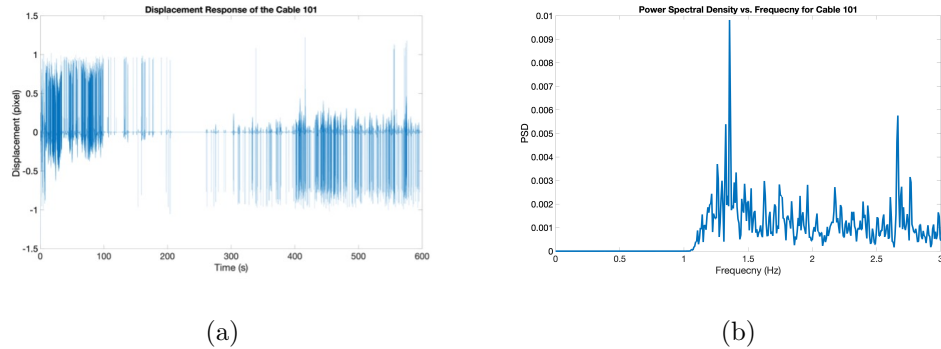 Displacement Response of the Cable 101
1.5
1
0.5
0
-0.5
-1
-1.5
Displacement (pixel)
0 100 200 300 400 500 600
Time (s)
(a)
Power Spectral Density vs. Frequecny for Cable 101
0.01
0.009
0.008
0.007
0.006
0.005
0.004
0.003
0.002
0.001
0
PSD
0 0.5 1 1.5 2 2.5 3
Frequecny (Hz)
(b)